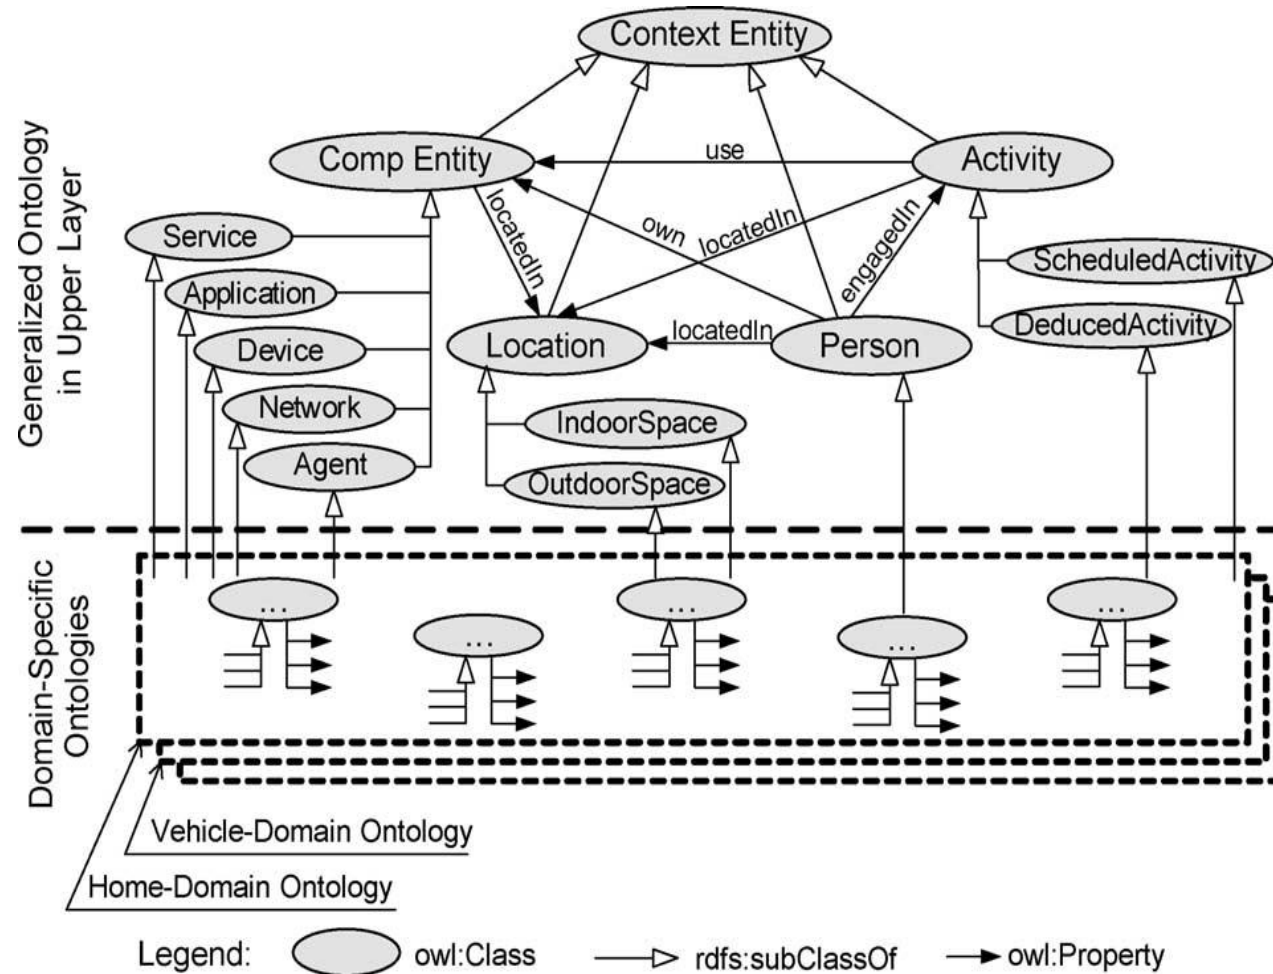 Context Entity
Generalized Ontology
in Upper Layer
Comp Entity
use
Activity
locatedIn
own
locatedIn
engagedIn
Service
ScheduledActivity
Application
DeducedActivity
Device
Location
locatedIn
Person
Network
IndoorSpace
Agent
OutdoorSpace
Domain-Specific
Ontologies
...
...
...
...
...
Vehicle-Domain Ontology
Home-Domain Ontology
Legend:
owl:Class
rdfs:subClassOf
owl:Property